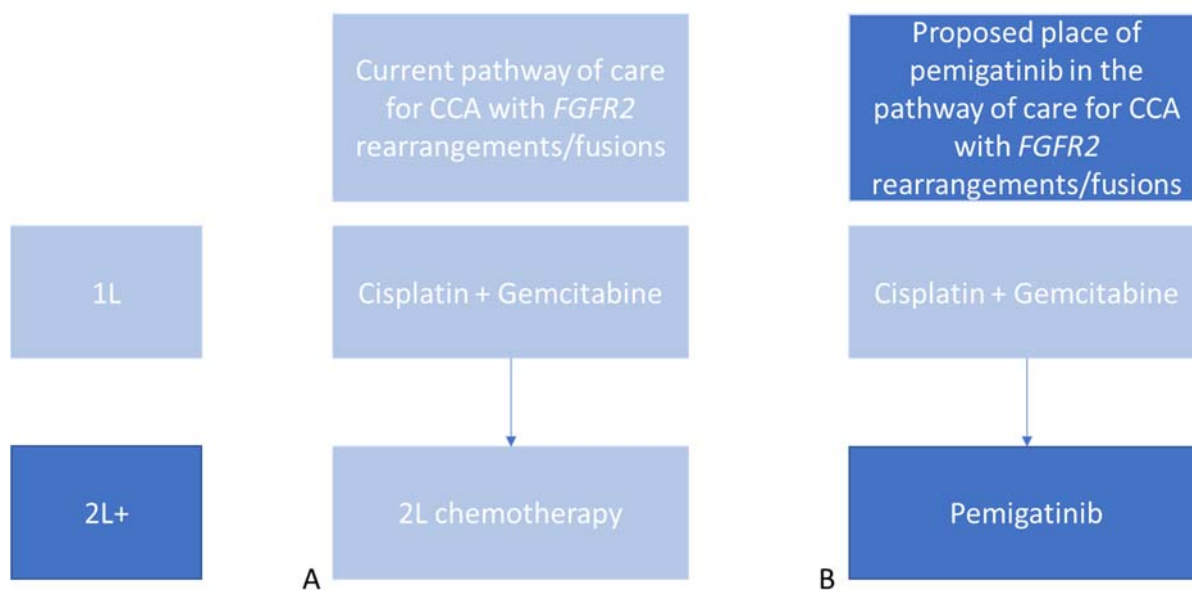 Current pathway of care
for CCA with FGFR2
rearrangements/fusions
Proposed place of
pemigatinib in the
pathway of care for CCA
with FGFR2
rearrangements/fusions
1L
Cisplatin + Gemcitabine
Cisplatin + Gemcitabine
2L+
2L chemotherapy
Pemigatinib
A
B